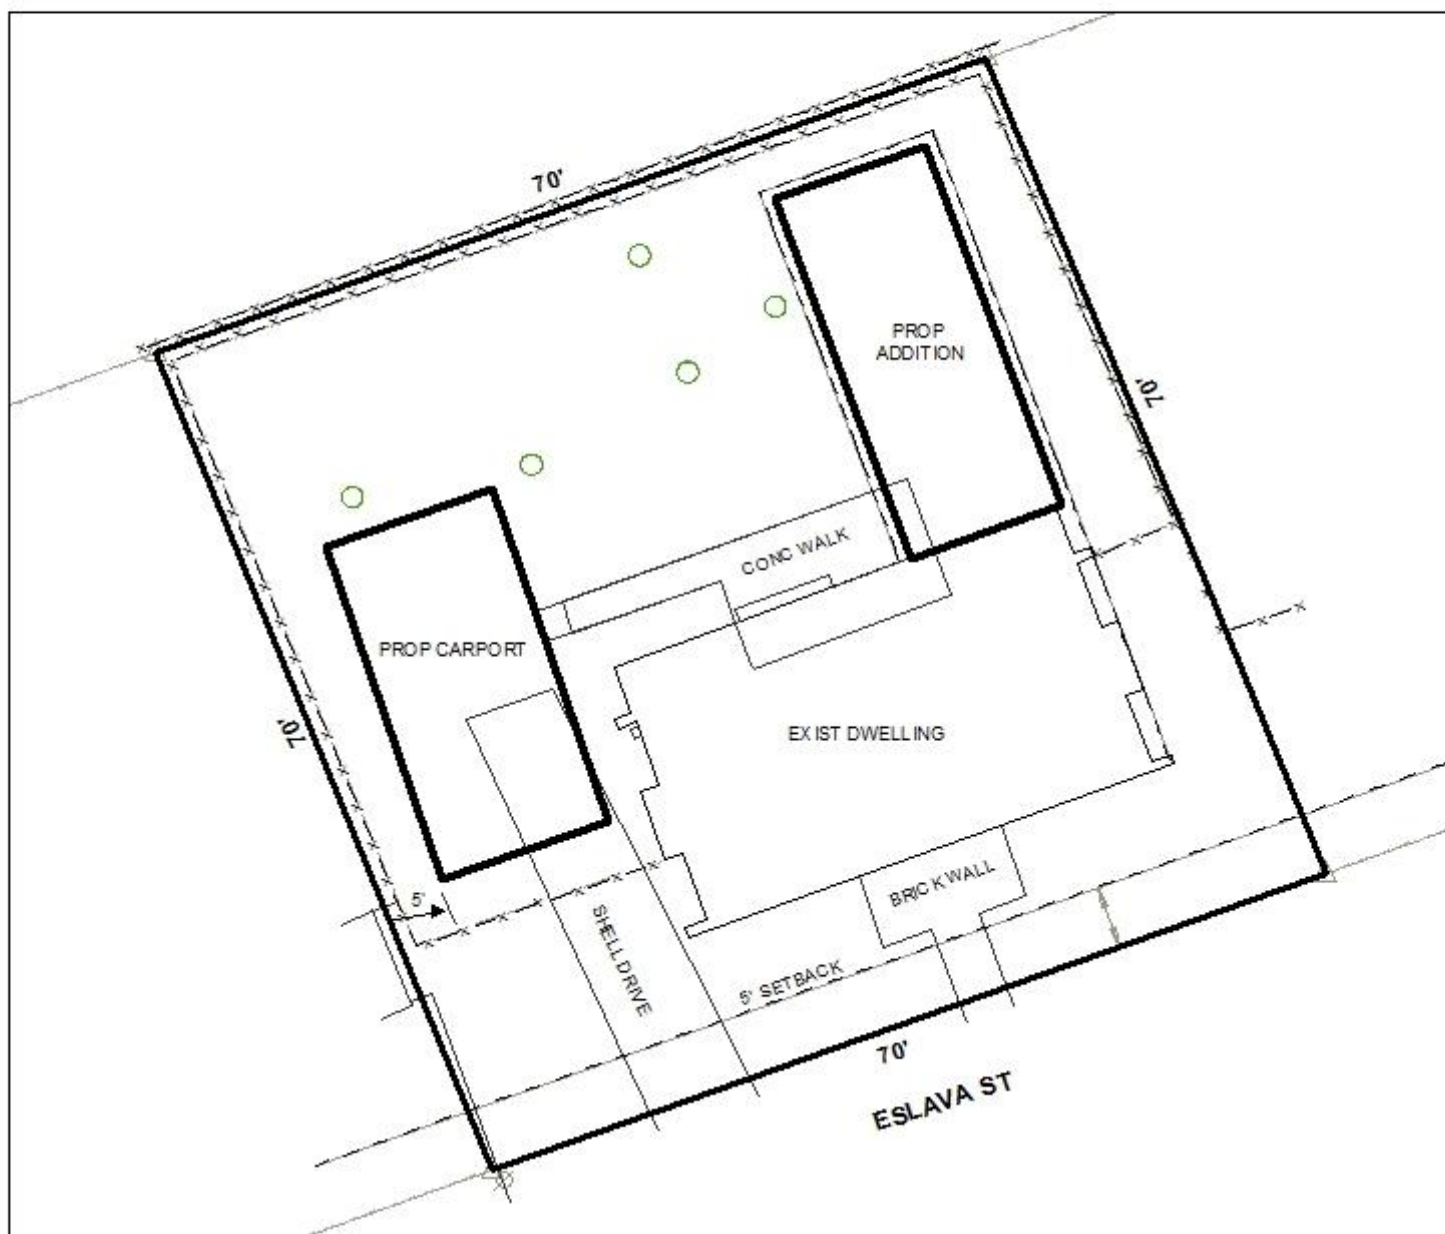 70'
PROP
ADDITION
70'
CONC WALK
PROP CARPORT
EXIST DWELLING
70'
BRICK WALL
5'
SHELL DRIVE
5' SETBACK
70'
ESLAVA ST